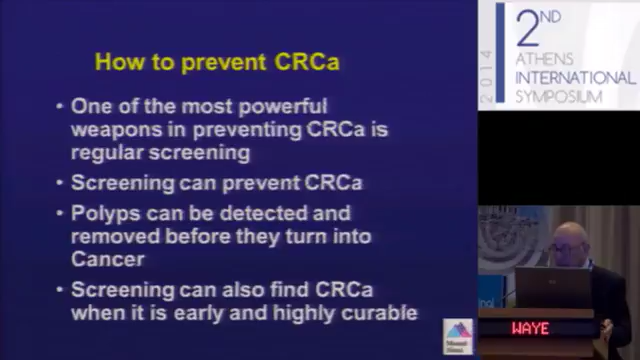 How to prevent CRCa
• One of the most powerful
weapons in preventing CRCa is
regular screening
• Screening can prevent CRCa
• Polyps can be detected and
removed before they turn into
Cancer
• Screening can also find CRCa
when it is early and highly curable
Mount
Sinai
2014
2ND
ATHENS
INTERNATIONAL
SYMPOSIUM
WAYE